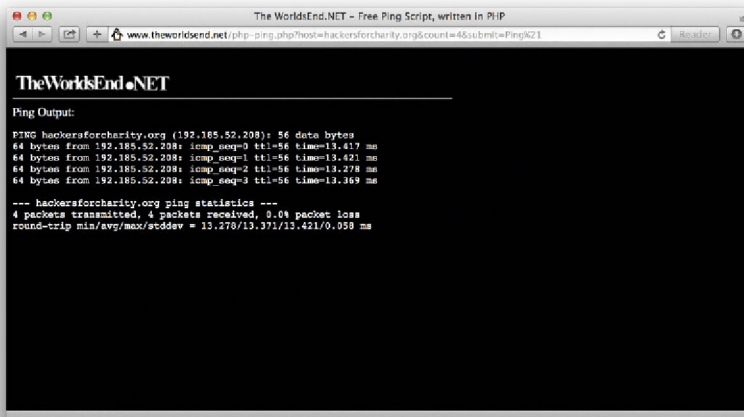 The WorldsEnd.NET – Free Ping Script, written in PHP
www.theworldsend.net/php-ping.php?host=hackersforcharity.org&count=4&submit=Ping%21
Reader
TheWorldsEnd.NET
Ping Output:
PING hackersforcharity.org (192.185.52.208): 56 data bytes
64 bytes from 192.185.52.208: icmp_seq=0 ttl=56 time=13.417 ms
64 bytes from 192.185.52.208: icmp_seq=1 ttl=56 time=13.421 ms
64 bytes from 192.185.52.208: icmp_seq=2 ttl=56 time=13.278 ms
64 bytes from 192.185.52.208: icmp_seq=3 ttl=56 time=13.369 ms
--- hackersforcharity.org ping statistics ---
4 packets transmitted, 4 packets received, 0.0% packet loss
round-trip min/avg/max/stddev = 13.278/13.371/13.421/0.058 ms